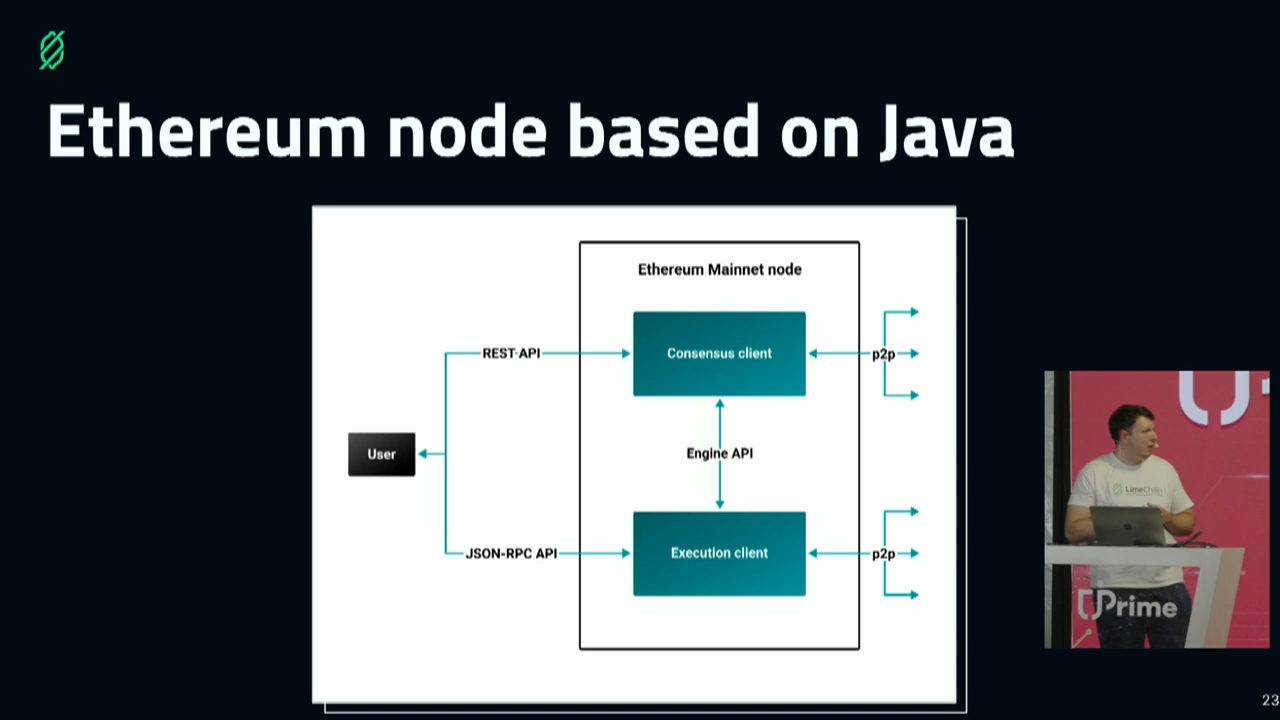 Ethereum node based on Java
Ethereum Mainnet node
REST API
Consensus client
p2p
User
Engine API
JSON-RPC API
Execution client
p2p
LimeChain
Prime
23